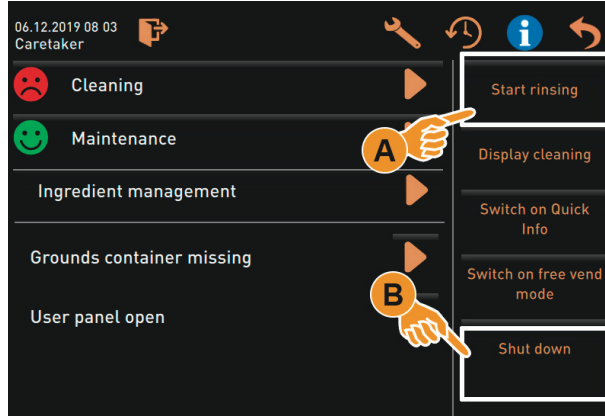 06.12.2019 08 03
Caretaker
i
Cleaning
Start rinsing
A
Maintenance
Display cleaning
Ingredient management
Switch on Quick
Info
Grounds container missing
Switch on free vend
mode
B
User panel open
Shut down